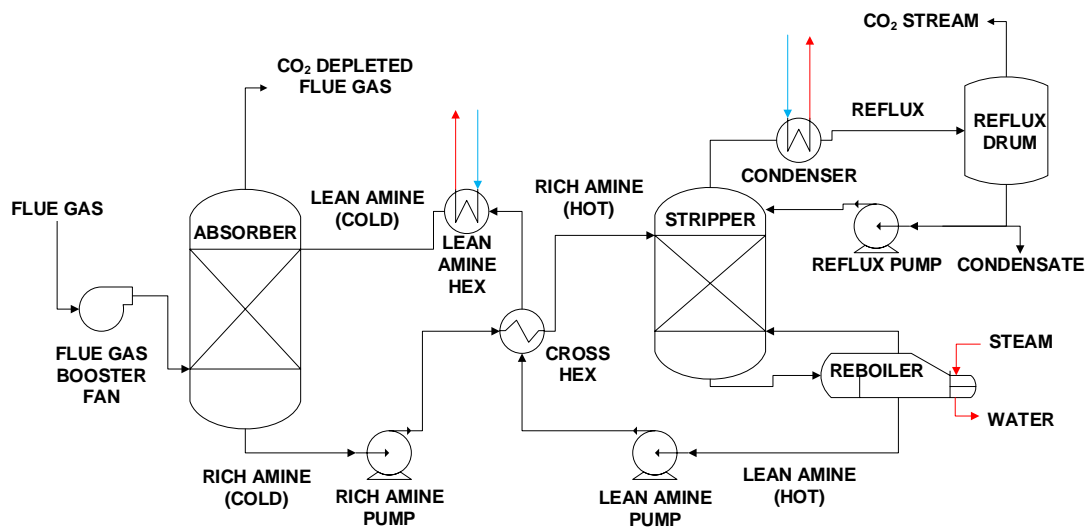 CO₂ STREAM
CO₂ DEPLETED
FLUE GAS
REFLUX
REFLUX
DRUM
CONDENSER
FLUE GAS
LEAN AMINE
(COLD)
RICH AMINE
(HOT)
ABSORBER
STRIPPER
LEAN
AMINE
HEX
REFLUX PUMP
CONDENSATE
FLUE GAS
BOOSTER
FAN
CROSS
HEX
STEAM
REBOILER
WATER
RICH AMINE
(COLD)
RICH AMINE
PUMP
LEAN AMINE
PUMP
LEAN AMINE
(HOT)